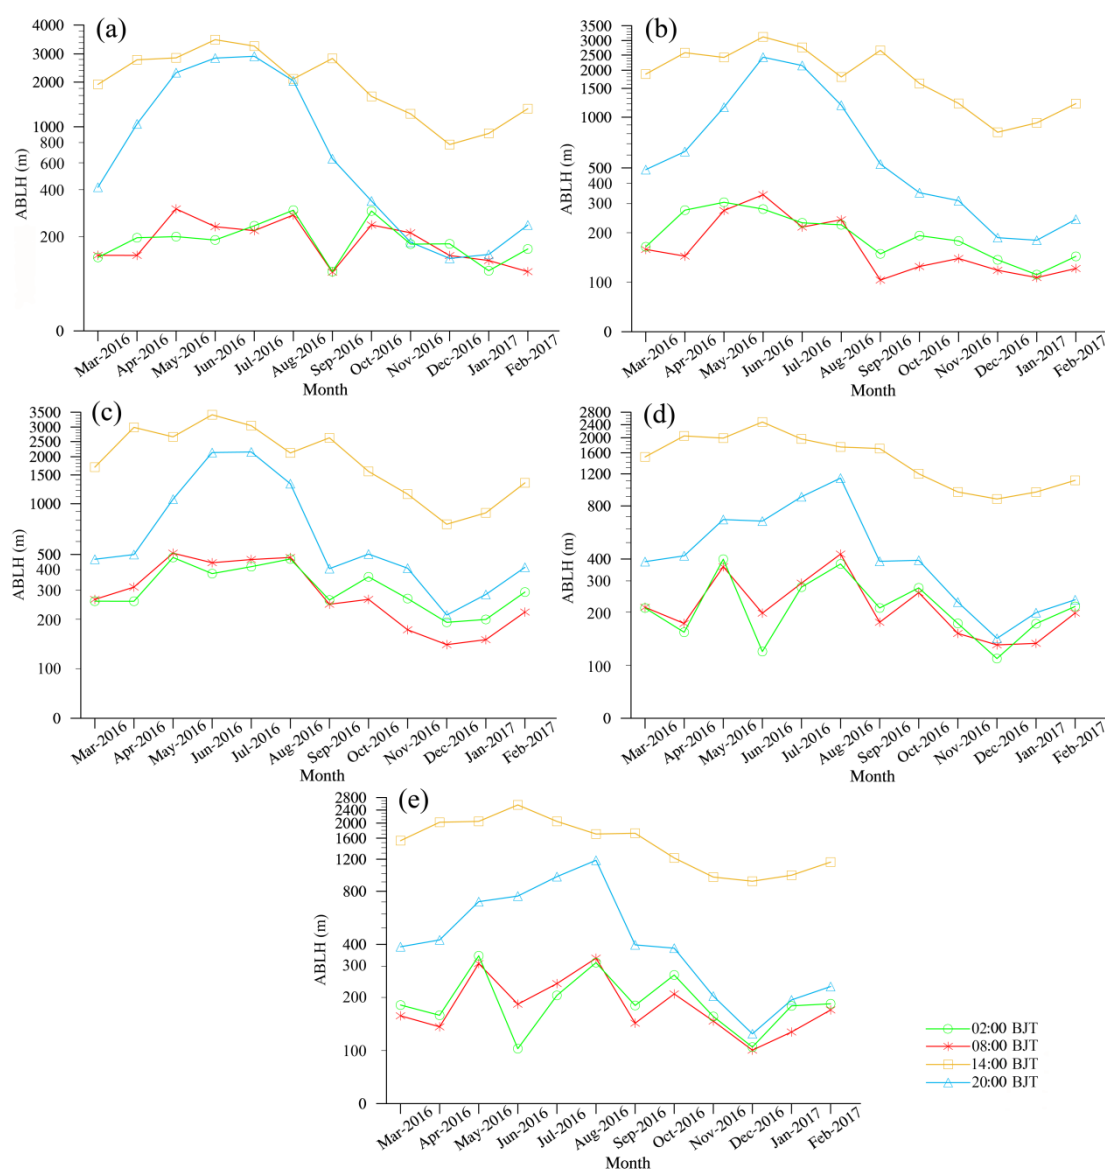 (a)
ABLH (m)
4000
3000
2000
1000
800
600
400
200
0
Mar-2016
Apr-2016
May-2016
Jun-2016
Jul-2016
Aug-2016
Sep-2016
Oct-2016
Nov-2016
Dec-2016
Jan-2017
Feb-2017
Month
(b)
ABLH (m)
3500
3000
2500
2000
1500
1000
500
400
300
200
100
0
Mar-2016
Apr-2016
May-2016
Jun-2016
Jul-2016
Aug-2016
Sep-2016
Oct-2016
Nov-2016
Dec-2016
Jan-2017
Feb-2017
Month
(c)
ABLH (m)
3500
3000
2500
2000
1500
1000
500
400
300
200
100
0
Mar-2016
Apr-2016
May-2016
Jun-2016
Jul-2016
Aug-2016
Sep-2016
Oct-2016
Nov-2016
Dec-2016
Jan-2017
Feb-2017
Month
(d)
ABLH (m)
2800
2400
2000
1600
1200
800
400
300
200
100
0
Mar-2016
Apr-2016
May-2016
Jun-2016
Jul-2016
Aug-2016
Sep-2016
Oct-2016
Nov-2016
Dec-2016
Jan-2017
Feb-2017
Month
(e)
ABLH (m)
2800
2400
2000
1600
1200
800
400
300
200
100
0
Mar-2016
Apr-2016
May-2016
Jun-2016
Jul-2016
Aug-2016
Sep-2016
Oct-2016
Nov-2016
Dec-2016
Jan-2017
Feb-2017
Month
02:00 BJT
08:00 BJT
14:00 BJT
20:00 BJT